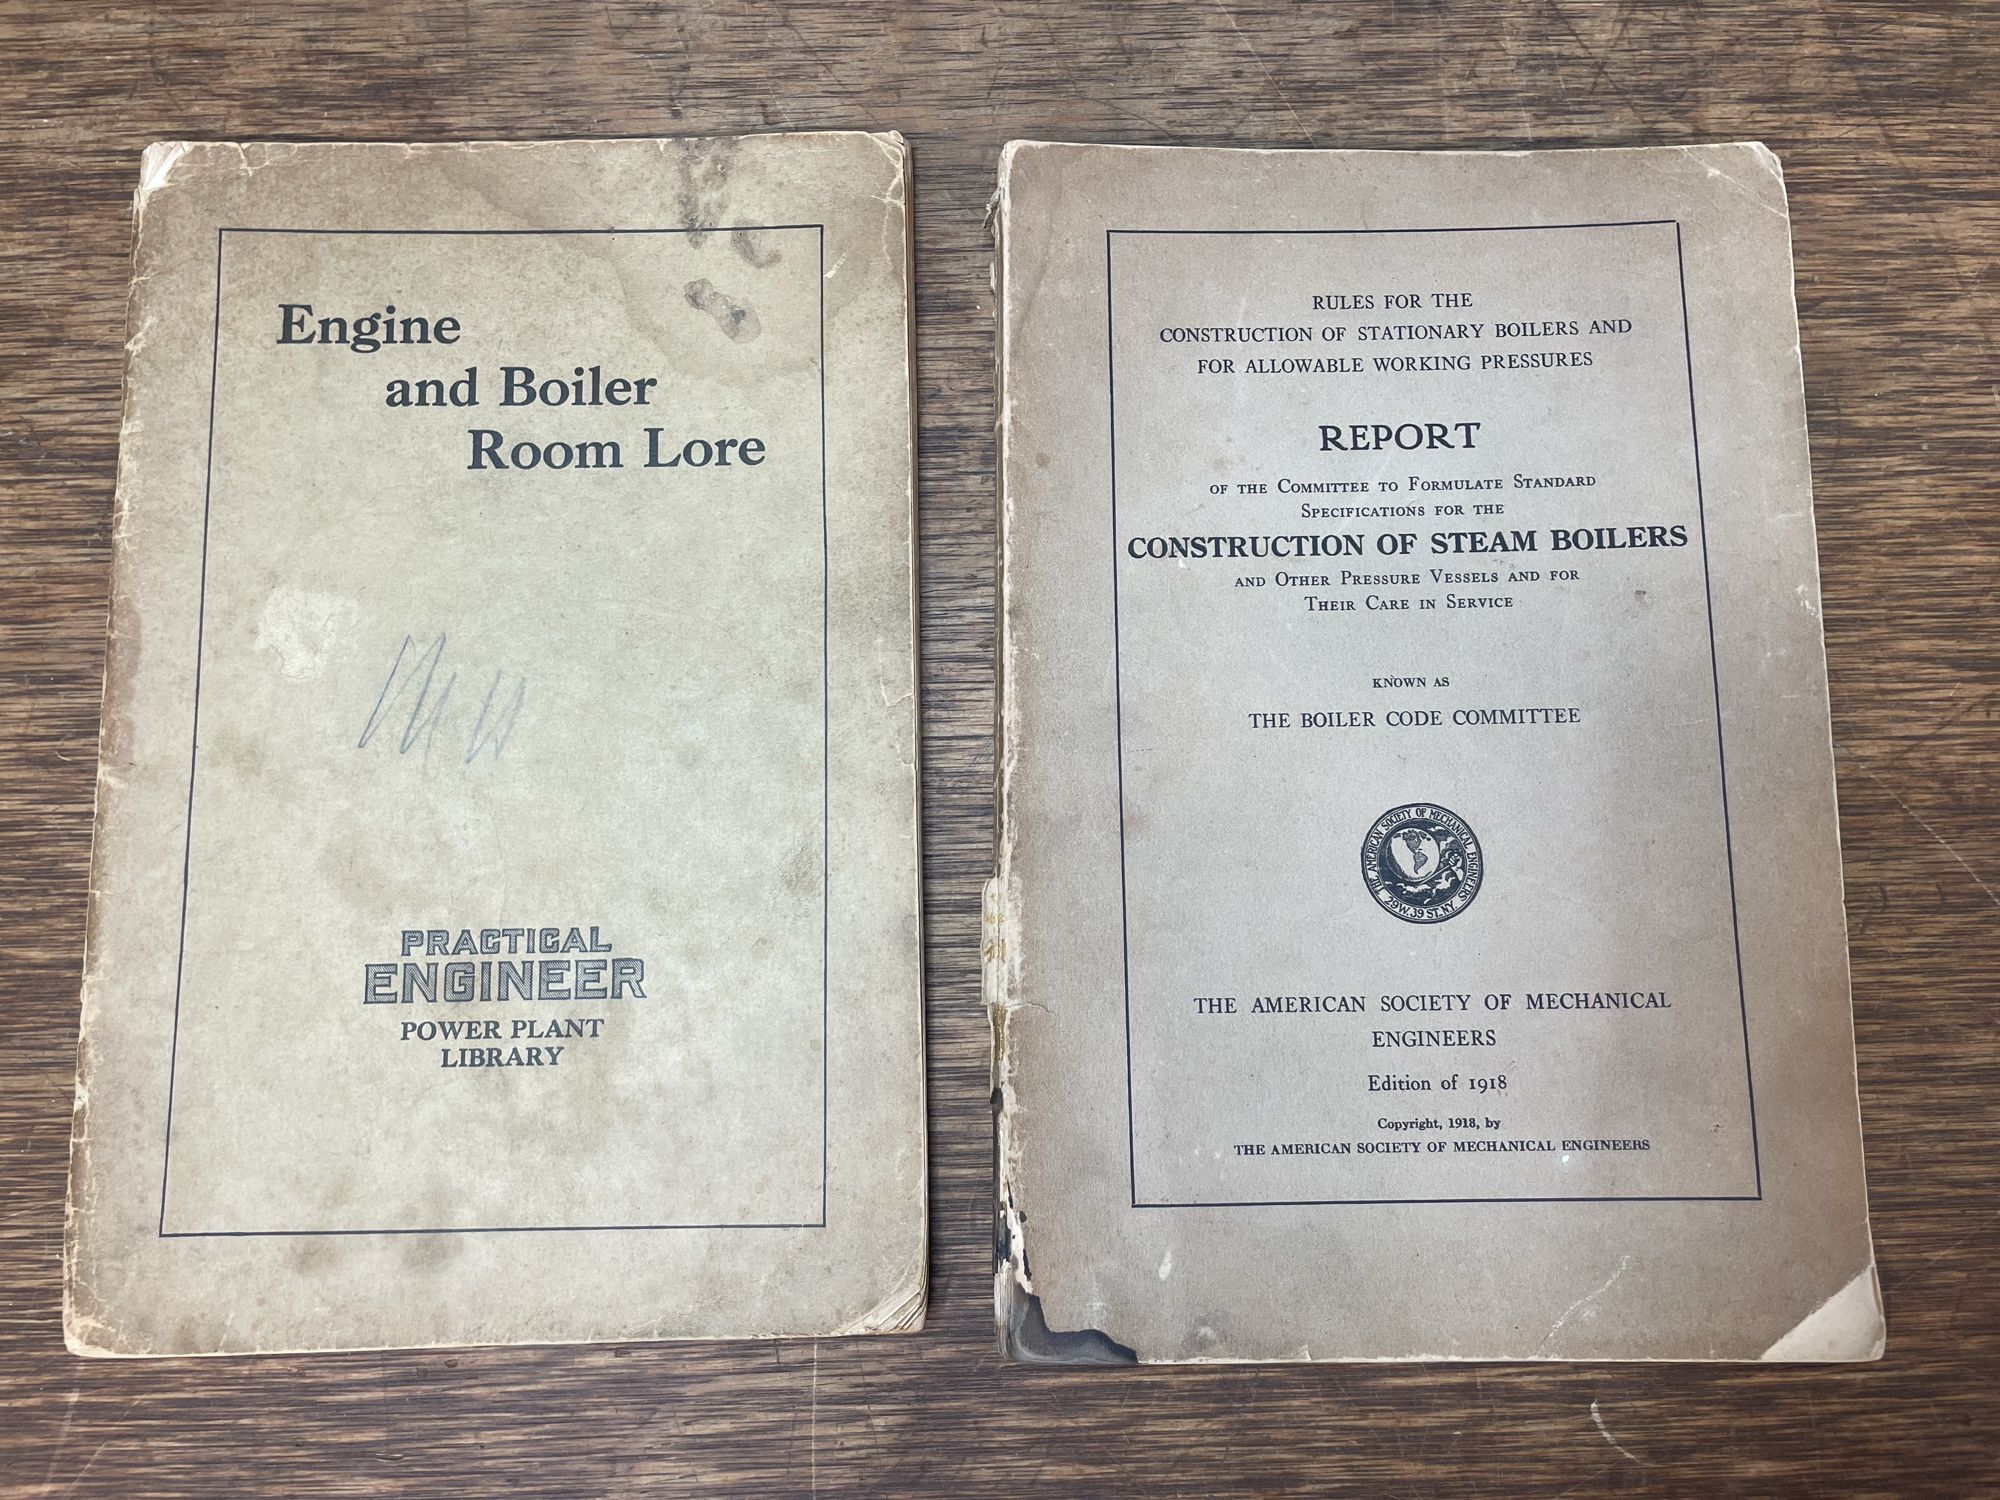 Engine
and Boiler
Room Lore
PRACTICAL
ENGINEER
POWER PLANT
LIBRARY
RULES FOR THE
CONSTRUCTION OF STATIONARY BOILERS AND
FOR ALLOWABLE WORKING PRESSURES
REPORT
OF THE COMMITTEE TO FORMULATE STANDARD
SPECIFICATIONS FOR THE
CONSTRUCTION OF STEAM BOILERS
AND OTHER PRESSURE VESSELS AND FOR
THEIR CARE IN SERVICE
KNOWN AS
THE BOILER CODE COMMITTEE
THE AMERICAN SOCIETY OF MECHANICAL ENGINEERS
29 W. 39 ST. N.Y.
THE AMERICAN SOCIETY OF MECHANICAL
ENGINEERS
Edition of 1918
Copyright, 1918, by
THE AMERICAN SOCIETY OF MECHANICAL ENGINEERS